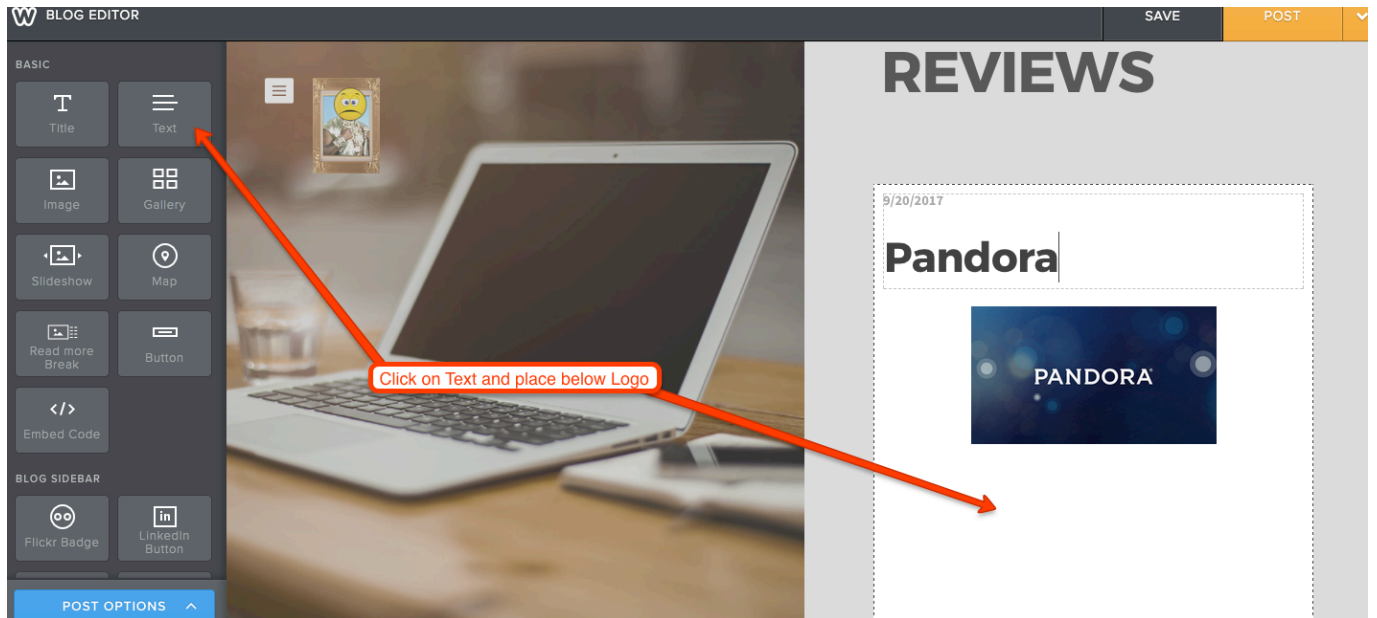 BLOG EDITOR
SAVE
POST
BASIC
Title
Text
Image
Gallery
Slideshow
Map
Read more
Break
Button
Embed Code
BLOG SIDEBAR
Flickr Badge
LinkedIn
Button
POST OPTIONS
Click on Text and place below Logo
REVIEWS
9/20/2017
Pandora
PANDORA